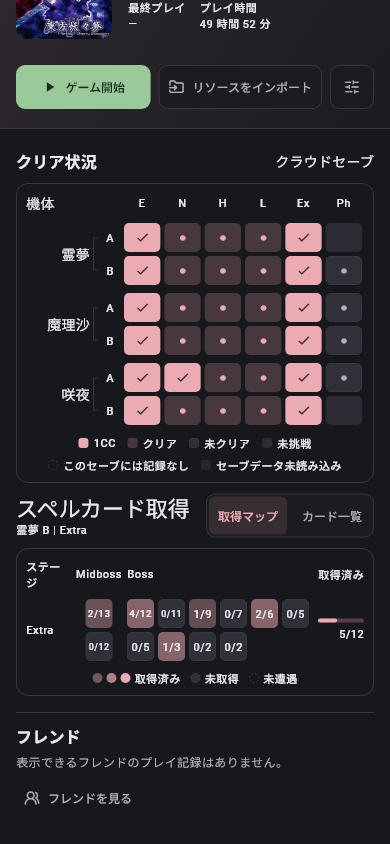 東方妖々夢
最終プレイ プレイ時間
– 49 時間 52 分
ゲーム開始 リソースをインポート
クリア状況 クラウドセーブ
機体 E N H L Ex Ph
霊夢 A
B
魔理沙 A
B
咲夜 A
B
1CC クリア 未クリア 未挑戦
このセーブには記録なし セーブデータ未読み込み
スペルカード取得
霊夢 B | Extra
取得マップ カード一覧
ステージ Midboss Boss 取得済み
Extra 2/13 4/12 0/11 1/9 0/7 2/6 0/5
0/12 0/5 1/3 0/2 0/2
5/12
取得済み 未取得 未遭遇
フレンド
表示できるフレンドのプレイ記録はありません。
フレンドを見る